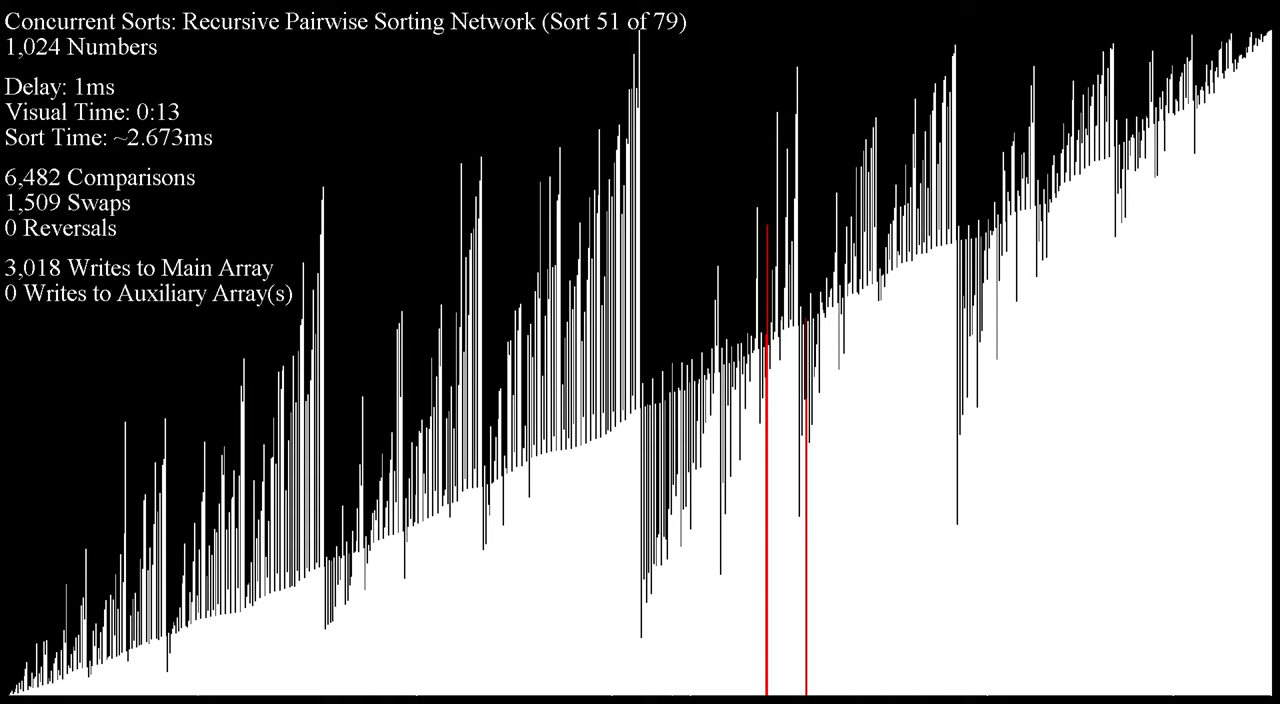 Concurrent Sorts: Recursive Pairwise Sorting Network (Sort 51 of 79)
1,024 Numbers
Delay: 1ms
Visual Time: 0:13
Sort Time: ~2.673ms
6,482 Comparisons
1,509 Swaps
0 Reversals
3,018 Writes to Main Array
0 Writes to Auxiliary Array(s)